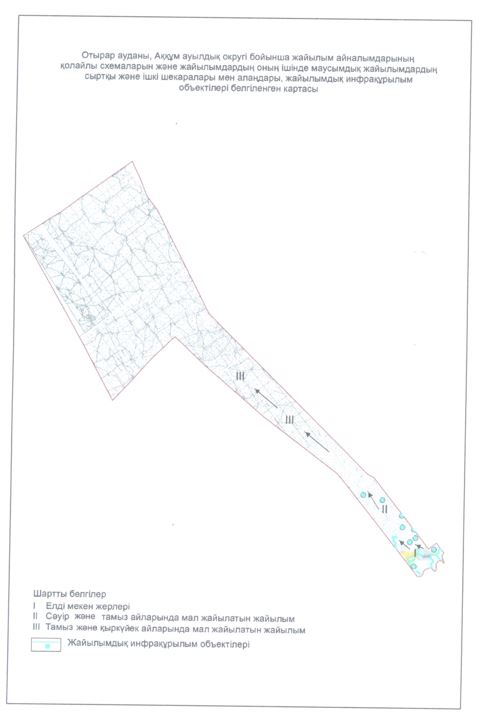 Отырар ауданы, Аққұм ауылдық округі бойынша жайылым айналымдарының
қолайлы схемаларын және жайылымдардың оның ішінде маусымдық жайылымдардың
сыртқы және ішкі шекаралары мен алаңдары, жайылымдық инфрақұрылым
объектілері белгіленген картасы
III
III
II
I
Шартты белгілер
I Елді мекен жерлері
II Сәуір және тамыз айларында мал жайылатын жайылым
III Тамыз және қыркүйек айларында мал жайылатын жайылым
Жайылымдық инфрақұрылым объектілері